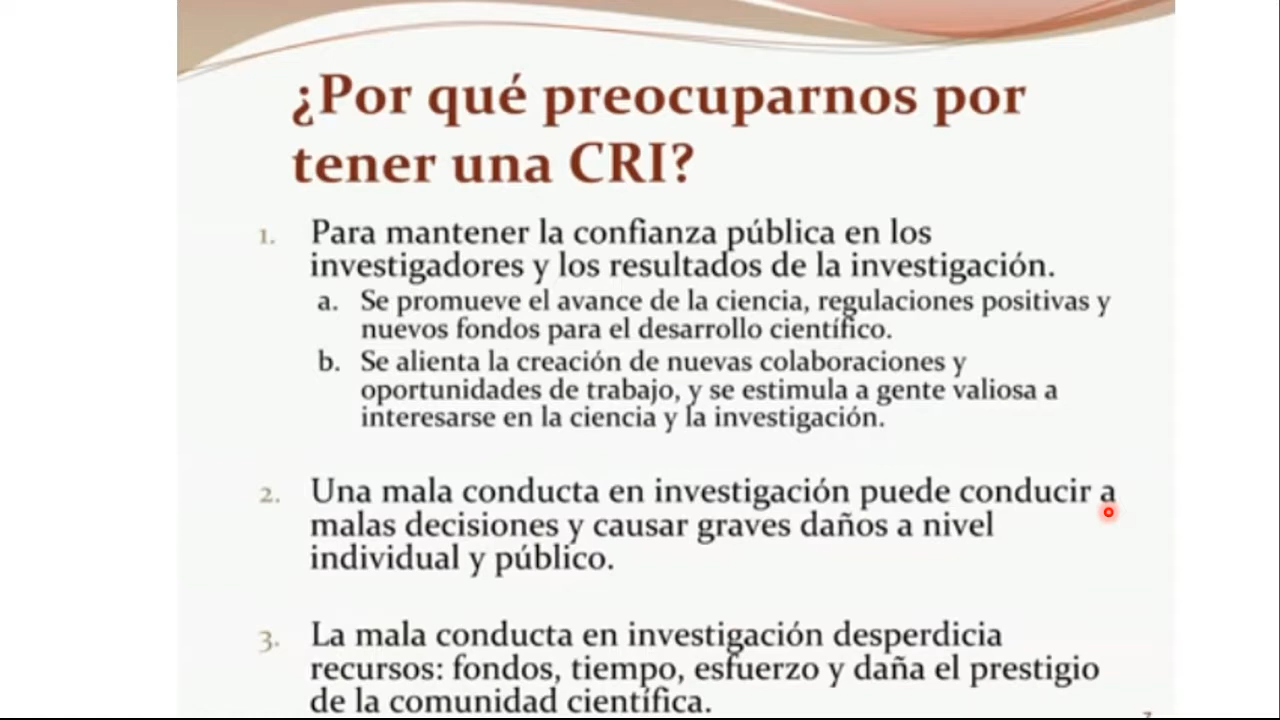 ¿Por qué preocuparnos por
tener una CRI?
1. Para mantener la confianza pública en los
investigadores y los resultados de la investigación.
a. Se promueve el avance de la ciencia, regulaciones positivas y
nuevos fondos para el desarrollo científico.
b. Se alienta la creación de nuevas colaboraciones y
oportunidades de trabajo, y se estimula a gente valiosa a
interesarse en la ciencia y la investigación.
2. Una mala conducta en investigación puede conducir a
malas decisiones y causar graves daños a nivel
individual y público.
3. La mala conducta en investigación desperdicia
recursos: fondos, tiempo, esfuerzo y daña el prestigio
de la comunidad científica.